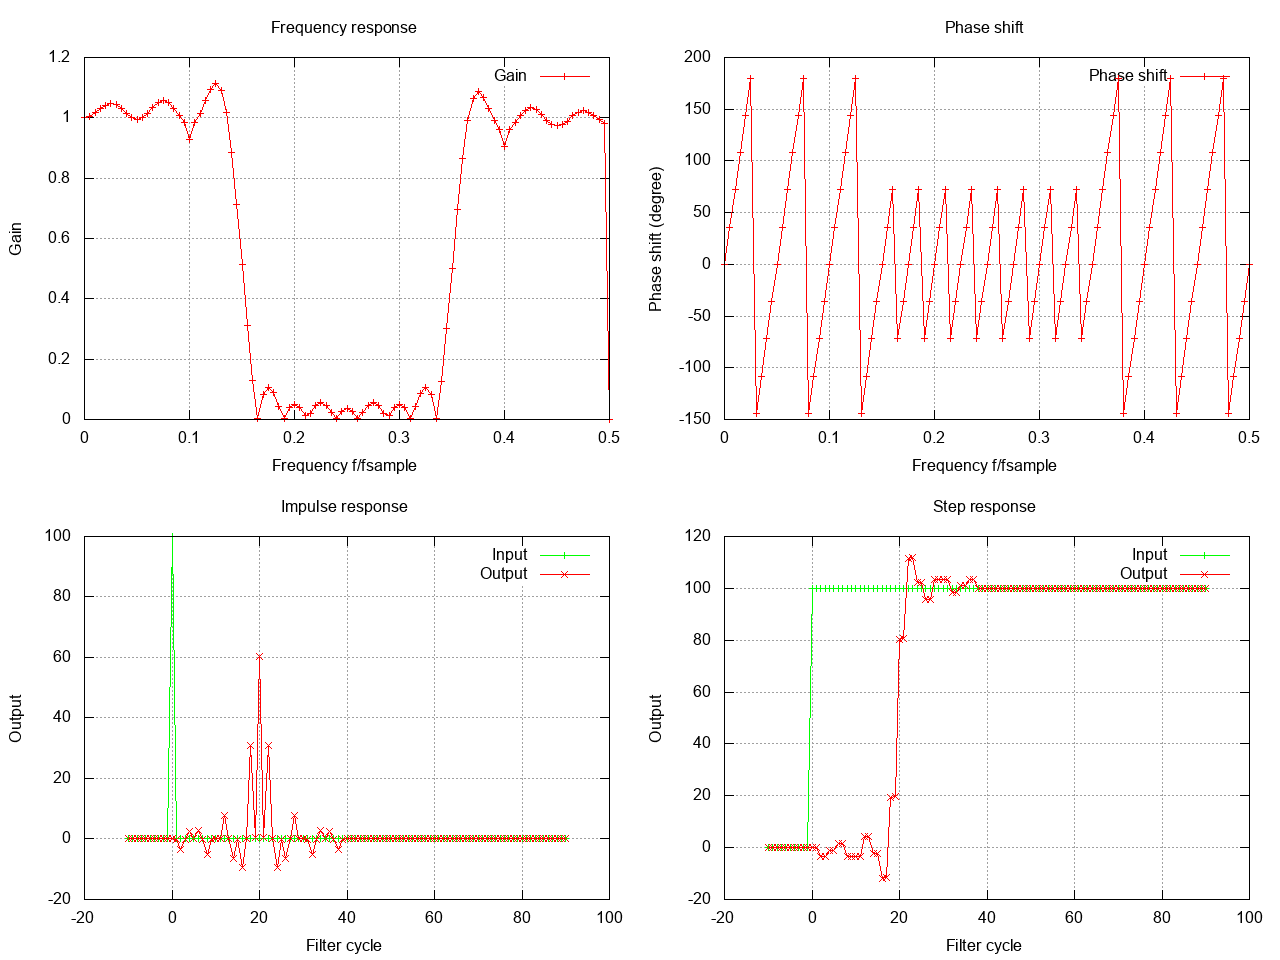 Frequency response
Gain
1.2
1
0.8
0.6
0.4
0.2
0
Gain
0 0.1 0.2 0.3 0.4 0.5
Frequency f/fsample
Phase shift
Phase shift
200
150
100
50
0
-50
-100
-150
Phase shift (degree)
0 0.1 0.2 0.3 0.4 0.5
Frequency f/fsample
Impulse response
Input
Output
100
80
60
40
20
0
-20
Output
-20 0 20 40 60 80 100
Filter cycle
Step response
Input
Output
120
100
80
60
40
20
0
-20
Output
-20 0 20 40 60 80 100
Filter cycle